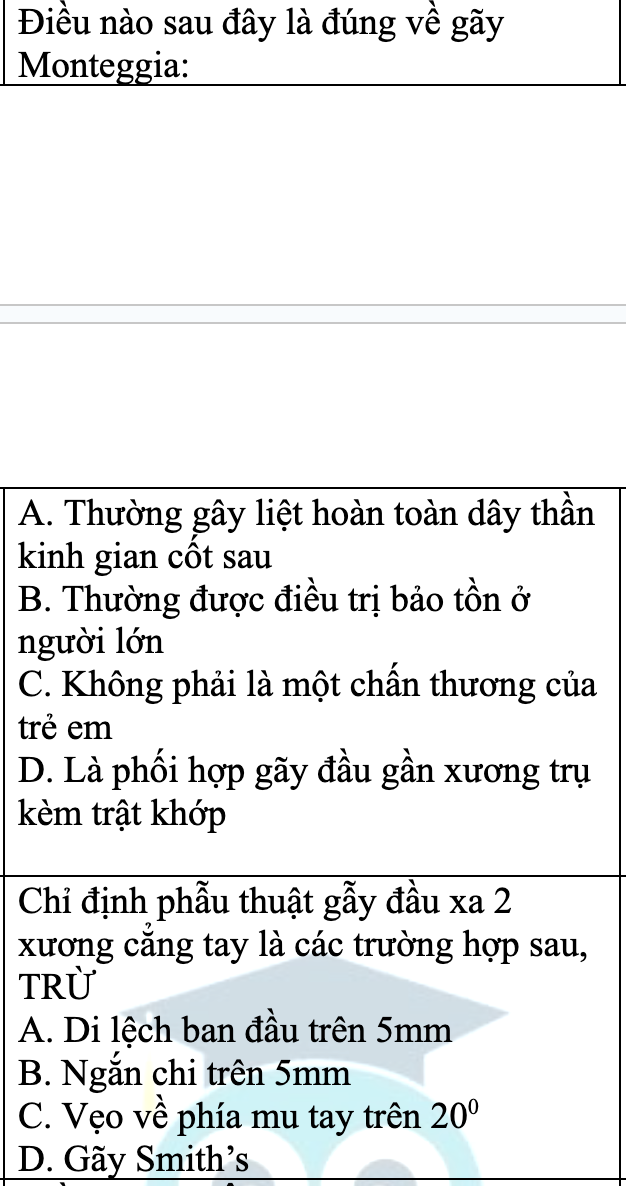 Điều nào sau đây là đúng về gãy
Monteggia:
A. Thường gây liệt hoàn toàn dây thần
kinh gian cốt sau
B. Thường được điều trị bảo tồn ở
người lớn
C. Không phải là một chấn thương của
trẻ em
D. Là phối hợp gãy đầu gần xương trụ
kèm trật khớp
Chỉ định phẫu thuật gẫy đầu xa 2
xương cẳng tay là các trường hợp sau,
TRỪ
A. Di lệch ban đầu trên 5mm
B. Ngắn chi trên 5mm
C. Vẹo về phía mu tay trên 20⁰
D. Gãy Smith’s